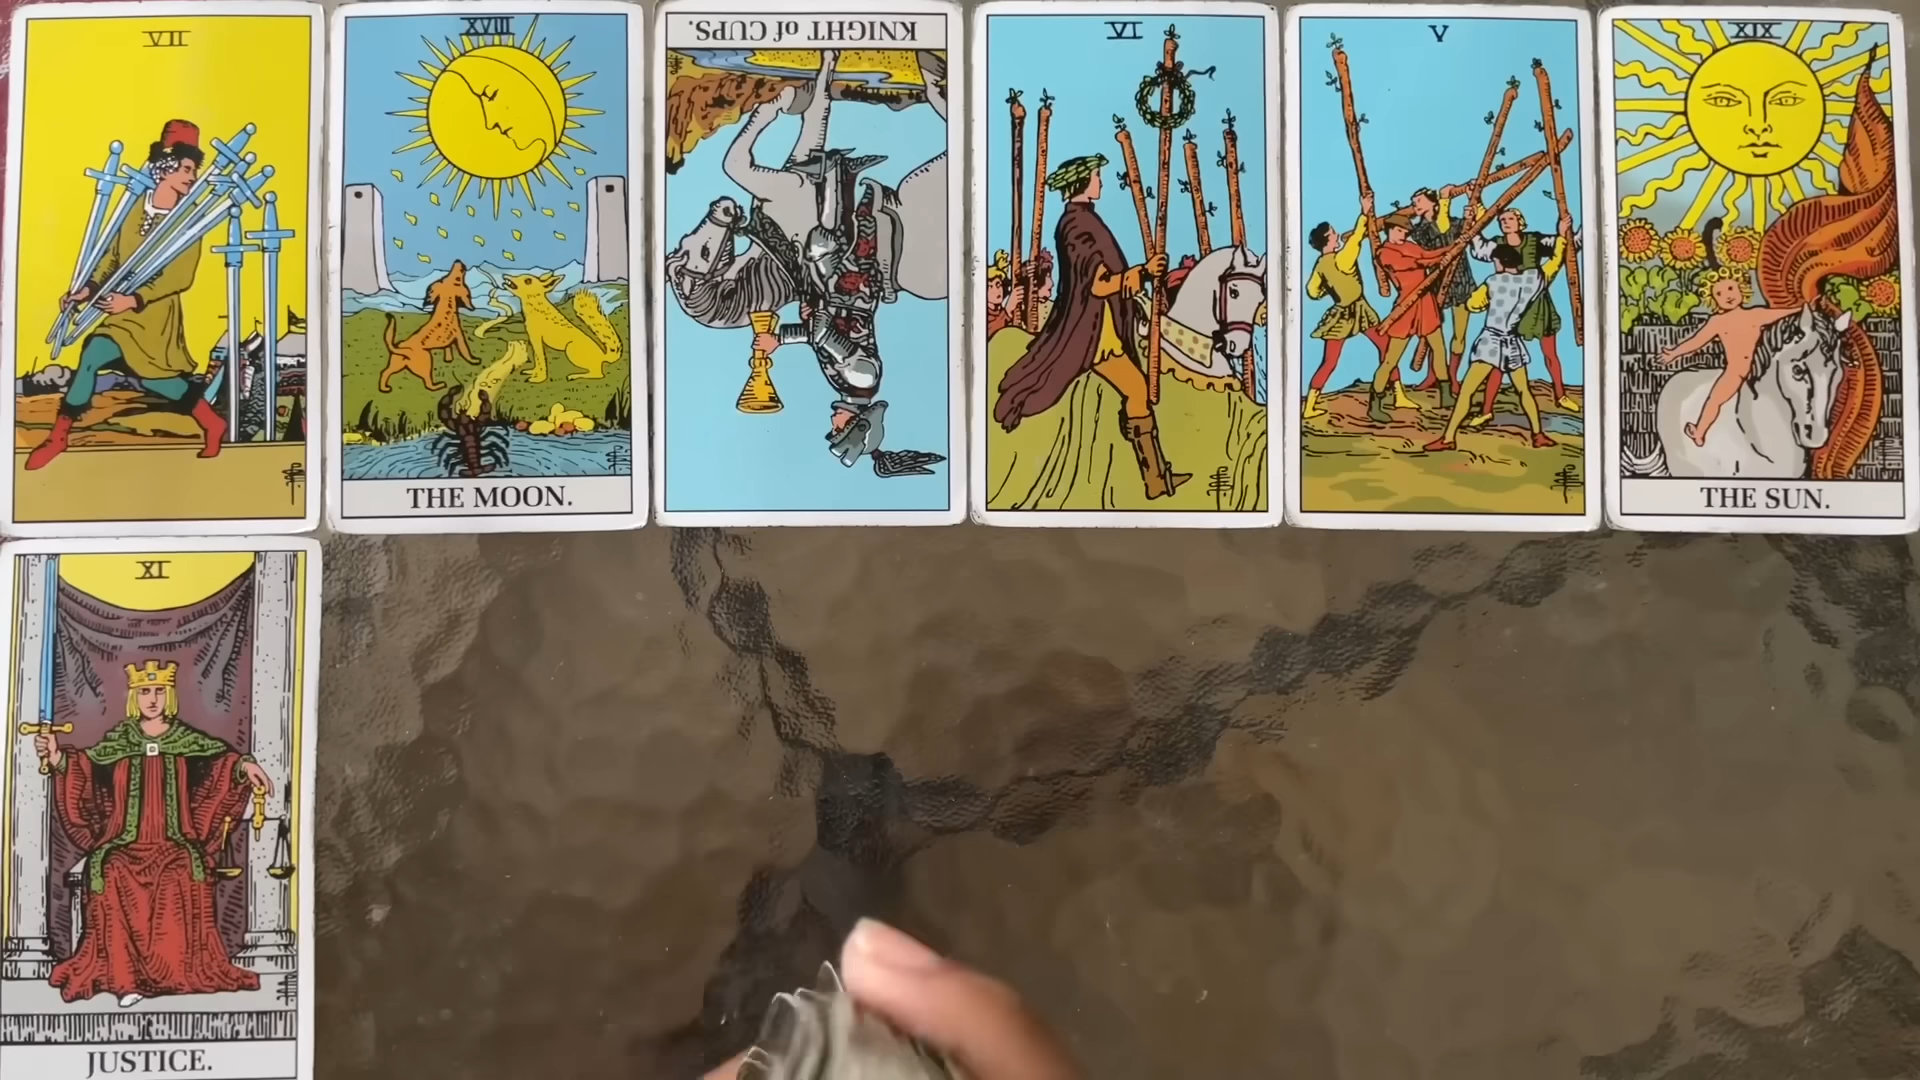 VII
XVIII
THE MOON.
KNIGHT of CUPS.
VI
V
XIX
THE SUN.
XI
JUSTICE.